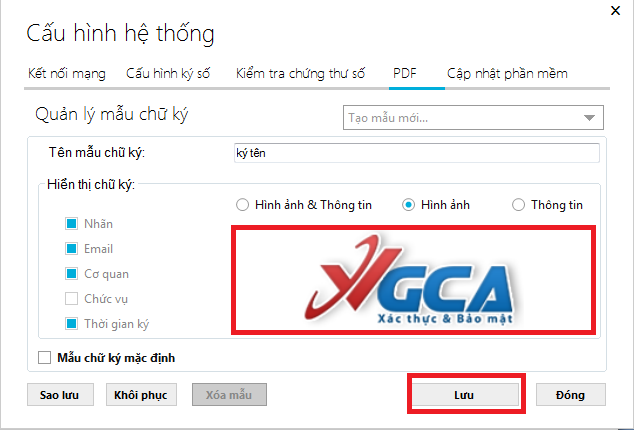 Cấu hình hệ thống
Kết nối mạng Cấu hình ký số Kiểm tra chứng thư số PDF Cập nhật phần mềm
Quản lý mẫu chữ ký Tạo mẫu mới...
Tên mẫu chữ ký: ký tên
Hiển thị chữ ký:
Hình ảnh & Thông tin Hình ảnh Thông tin
Nhãn
Email
Cơ quan
Chức vụ
Thời gian ký
VGCA
Xác thực & Bảo mật
Mẫu chữ ký mặc định
Sao lưu Khôi phục Xóa mẫu Lưu Đóng